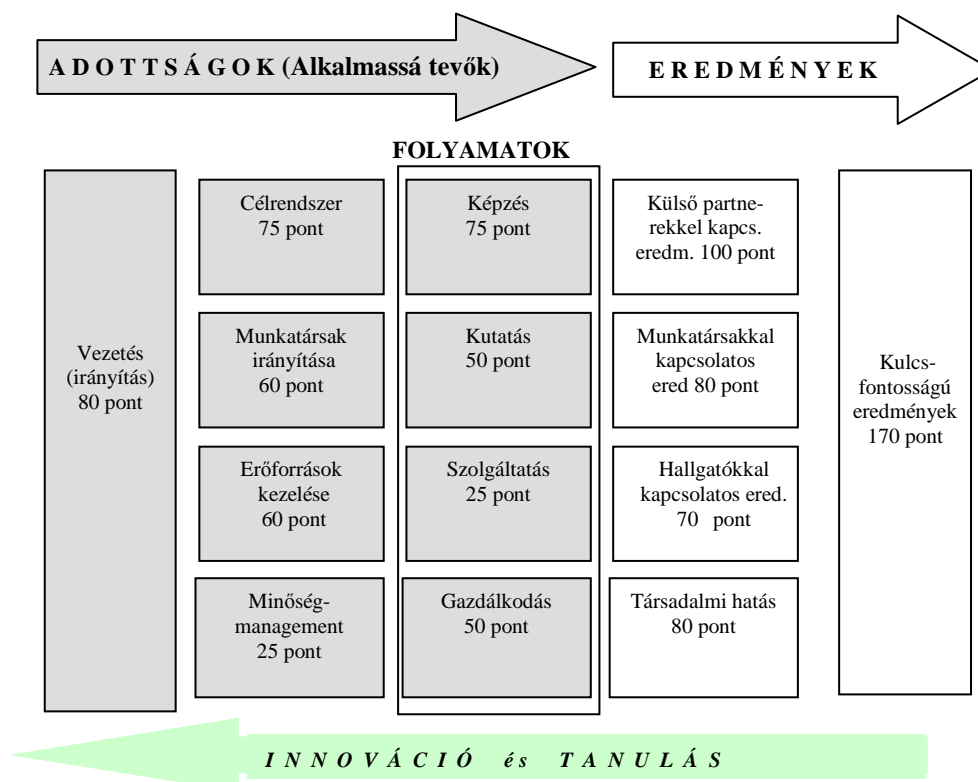 A D O T T S Á G O K (Alkalmassá tevők)
E R E D M É N Y E K
FOLYAMATOK
Vezetés
(irányítás)
80 pont
Célrendszer
75 pont
Munkatársak
irányítása
60 pont
Erőforrások
kezelése
60 pont
Minőség-
management
25 pont
Képzés
75 pont
Kutatás
50 pont
Szolgáltatás
25 pont
Gazdálkodás
50 pont
Külső partne-
rekkel kapcs.
eredm. 100 pont
Munkatársakkal
kapcsolatos
ered 80 pont
Hallgatókkal
kapcsolatos ered.
70 pont
Társadalmi hatás
80 pont
Kulcs-
fontosságú
eredmények
170 pont
I N N O V Á C I Ó és T A N U L Á S